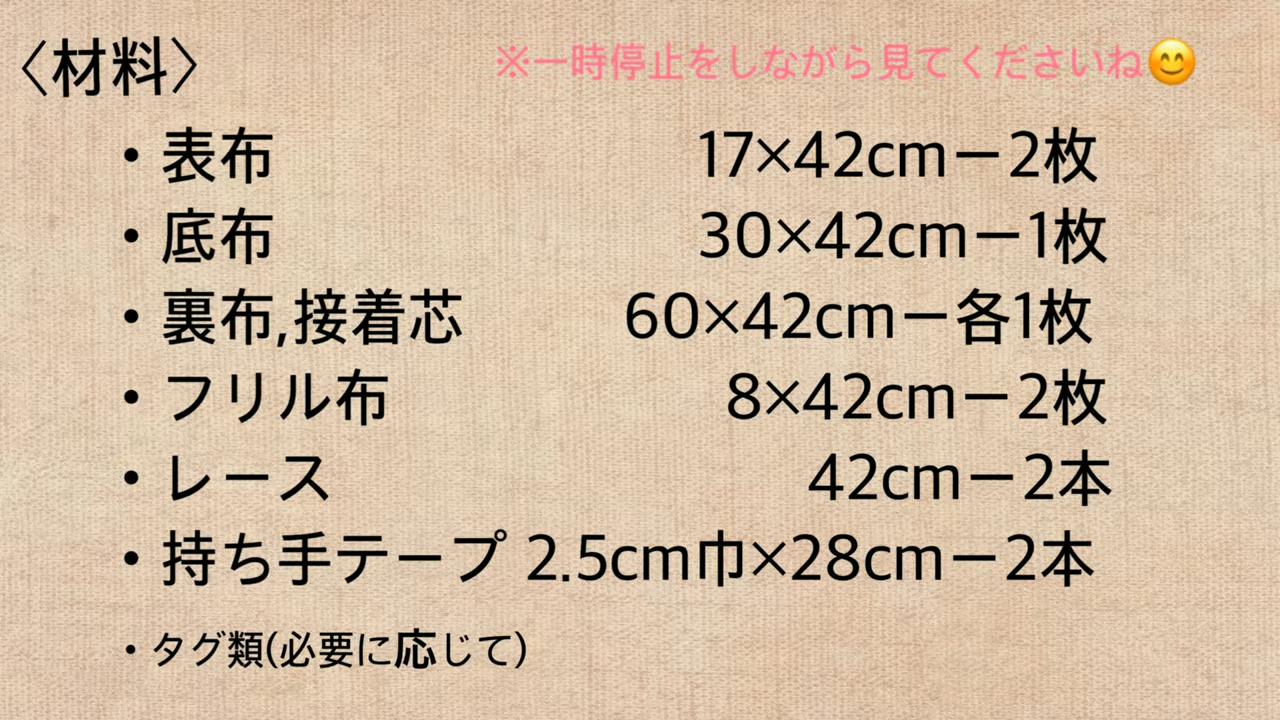 〈材料〉
※一時停止をしながら見てくださいね😊
・表布 17×42cmー2枚
・底布 30×42cmー1枚
・裏布,接着芯 60×42cmー各1枚
・フリル布 8×42cmー2枚
・レース 42cmー2本
・持ち手テープ 2.5cm巾×28cmー2本
・タグ類(必要に応じて)